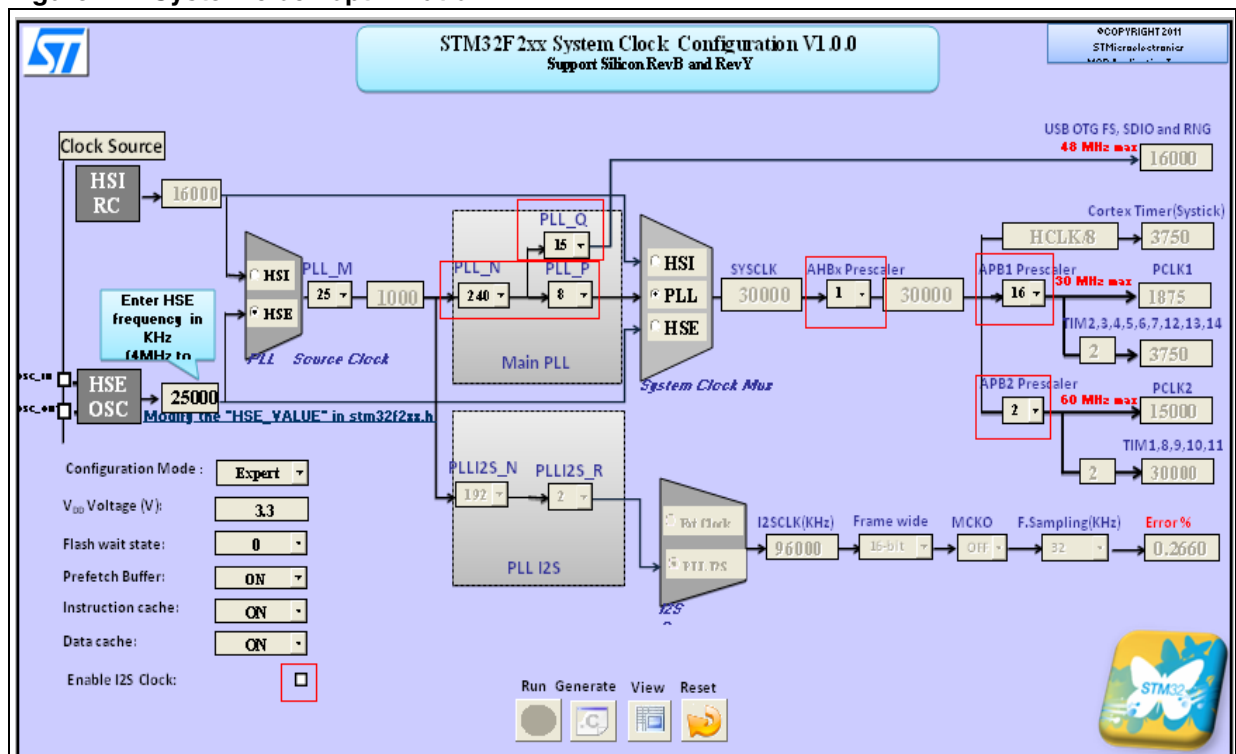 STM32F2xx System Clock Configuration V1.0.0
Support Silicon RevB and RevY
©COPYRIGHT 2011
STMicroelectronics
Clock Source
HSI
RC
16000
USB OTG FS, SDIO and RNG
48 MHz max
16000
Cortex Timer(Systick)
HCLK/8
3750
PLL_Q
15
HSI
HSE
PLL_M
25
1000
PLL_N
240
PLL_P
8
HSI
PLL
HSE
SYSCLK
30000
AHBx Prescaler
1
30000
APB1 Prescaler
16
30 MHz max
PCLK1
1875
TIM2,3,4,5,6,7,12,13,14
2
3750
Enter HSE
frequency in
KHz
(4MHz to
PLL Source Clock
Main PLL
System Clock Mux
APB2 Prescaler
2
60 MHz max
PCLK2
15000
TIM1,8,9,10,11
2
30000
HSE
OSC
25000
Modify the "HSE_VALUE" in stm32f2xx.h
Configuration Mode :
Expert
VDD Voltage (V):
3.3
Flash wait state:
0
Prefetch Buffer:
ON
Instruction cache:
ON
Data cache:
ON
Enable I2S Clock:
PLLI2S_N
192
PLLI2S_R
2
PLL I2S
Ext Clock
PLL I2S
I2S
I2SCLK(KHz)
96000
Frame wide
16-bit
MCKO
OFF
F.Sampling(KHz)
32
Error %
0.2660
Run
Generate
View
Reset
.C
STM32